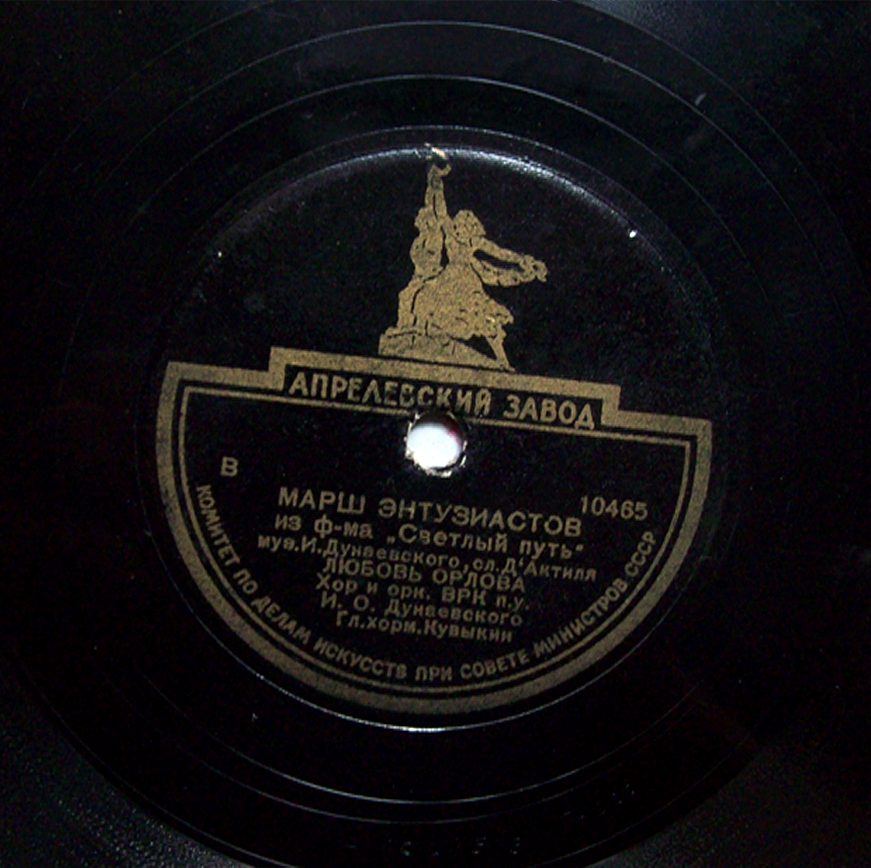 АПРЕЛЕВСКИЙ ЗАВОД
В
10465
МАРШ ЭНТУЗИАСТОВ
из ф-ма „Светлый путь"
муз.И.Дунаевского, сл.Д'Актиля
ЛЮБОВЬ ОРЛОВА
Хор и орк. ВРК п.у.
И. О. Дунаевского
Гл.хорм.Кувыкин
КОМИТЕТ ПО ДЕЛАМ ИСКУССТВ ПРИ СОВЕТЕ МИНИСТРОВ СССР